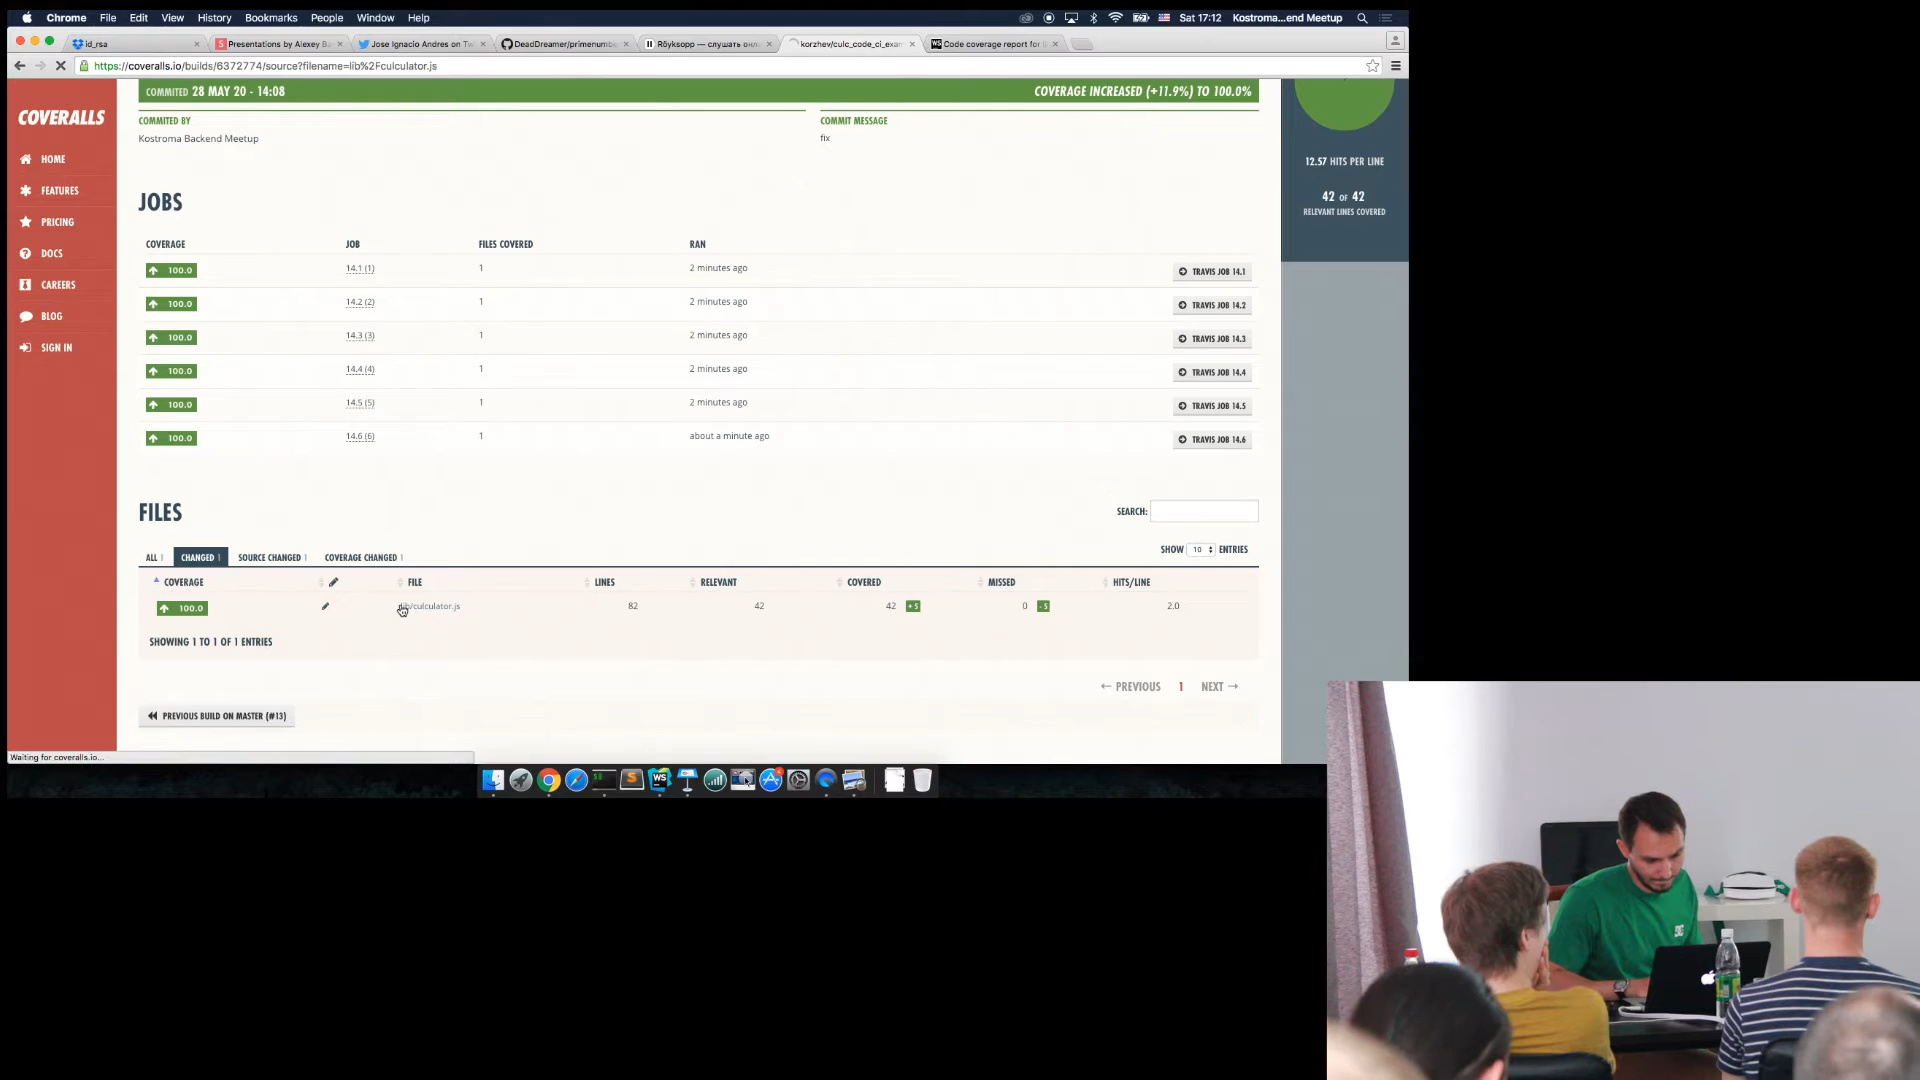 Chrome File Edit View History Bookmarks People Window Help
Sat 17:12 Kostroma...end Meetup
id_rsa
Presentations by Alexey Ba
Jose Ignacio Andres on Tw
DeadDreamer/primenumb
Röyksopp — слушать онл
korzhev/culc_code_ci_exa
Code coverage report for
https://coveralls.io/builds/6372774/source?filename=lib%2Fculculator.js
COVERALLS
HOME
FEATURES
PRICING
DOCS
CAREERS
BLOG
SIGN IN
COMMITED 28 MAY 20 - 14:08
COVERAGE INCREASED (+11.9%) TO 100.0%
COMMITED BY
Kostroma Backend Meetup
COMMIT MESSAGE
fix
12.57 HITS PER LINE
42 OF 42
RELEVANT LINES COVERED
JOBS
COVERAGE JOB FILES COVERED RAN
100.0 14.1 (1) 1 2 minutes ago TRAVIS JOB 14.1
100.0 14.2 (2) 1 2 minutes ago TRAVIS JOB 14.2
100.0 14.3 (3) 1 2 minutes ago TRAVIS JOB 14.3
100.0 14.4 (4) 1 2 minutes ago TRAVIS JOB 14.4
100.0 14.5 (5) 1 2 minutes ago TRAVIS JOB 14.5
100.0 14.6 (6) 1 about a minute ago TRAVIS JOB 14.6
FILES
SEARCH:
ALL 1 CHANGED 1 SOURCE CHANGED 1 COVERAGE CHANGED 1
SHOW 10 ENTRIES
COVERAGE FILE LINES RELEVANT COVERED MISSED HITS/LINE
100.0 lib/culculator.js 82 42 42 +5 0 -5 2.0
SHOWING 1 TO 1 OF 1 ENTRIES
← PREVIOUS 1 NEXT →
PREVIOUS BUILD ON MASTER (#13)
Waiting for coveralls.io...